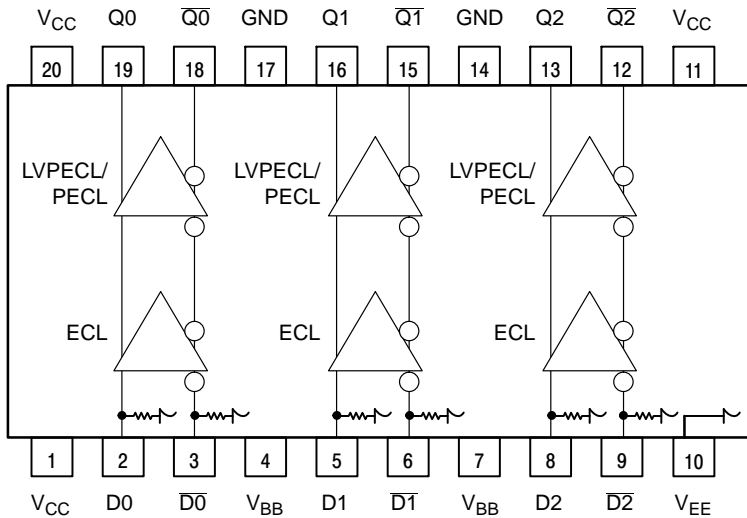 VCC Q0 Q0 GND Q1 Q1 GND Q2 Q2 VCC
20 19 18 17 16 15 14 13 12 11
LVPECL/ LVPECL/ LVPECL/
PECL PECL PECL
ECL ECL ECL
1 2 3 4 5 6 7 8 9 10
VCC D0 D0 VBB D1 D1 VBB D2 D2 VEE